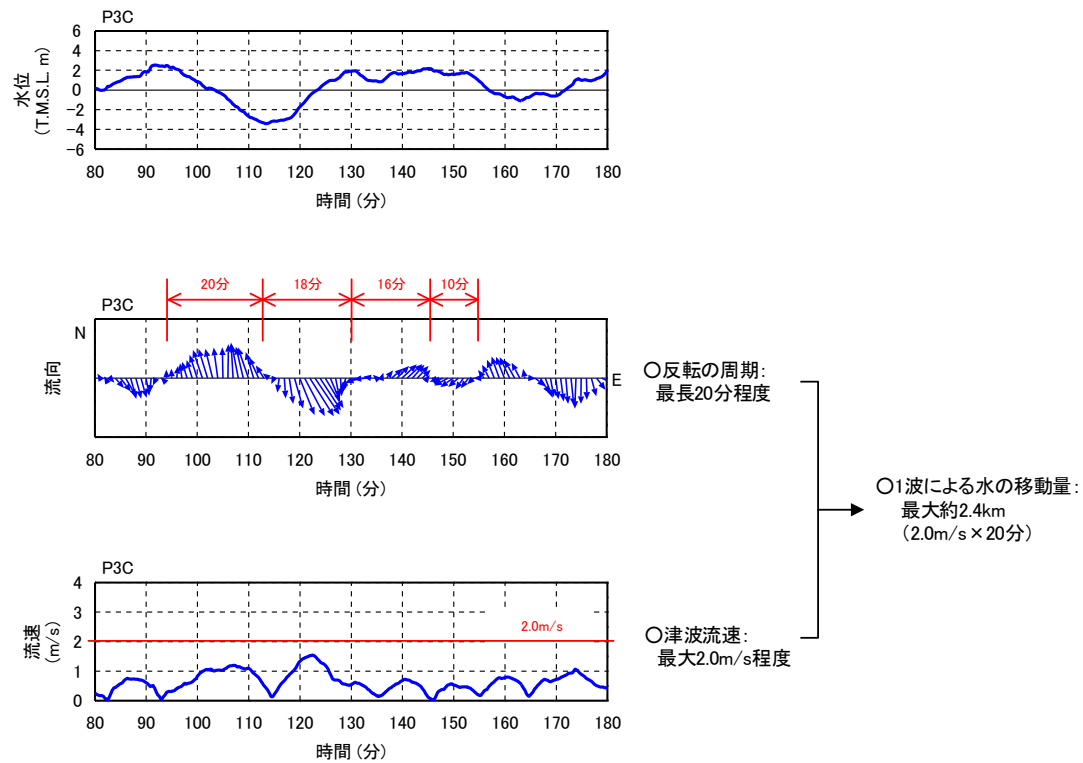 P3C
6
4
2
0
−2
−4
−6
水位
(T.M.S.L. m)
80 90 100 110 120 130 140 150 160 170 180
時間 (分)
20分 18分 16分 10分
P3C
N
E
流向
80 90 100 110 120 130 140 150 160 170 180
時間 (分)
〇反転の周期:
最長20分程度
〇1波による水の移動量:
最大約2.4km
(2.0m/s×20分)
P3C
4
3
2
1
0
2.0m/s
流速
(m/s)
80 90 100 110 120 130 140 150 160 170 180
時間 (分)
〇津波流速:
最大2.0m/s程度